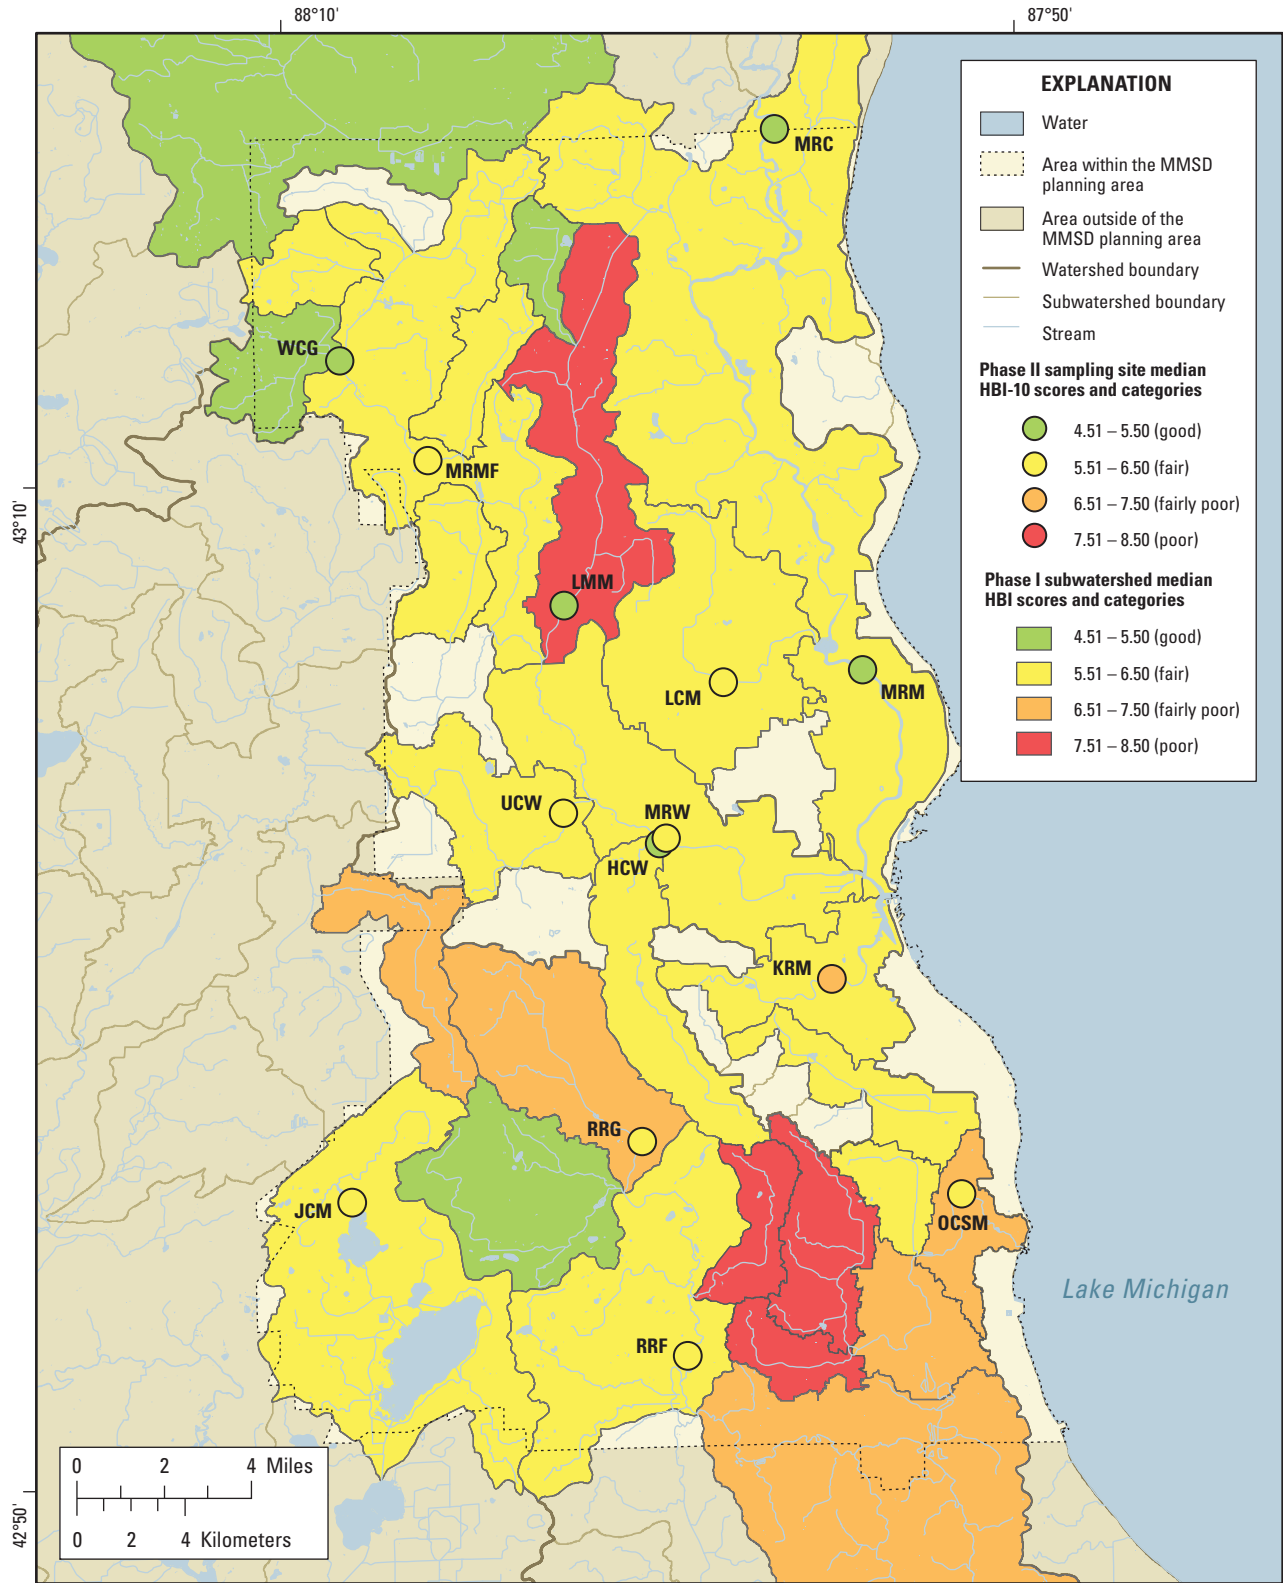 88°10'
87°50'
EXPLANATION
Water
Area within the MMSD
planning area
Area outside of the
MMSD planning area
Watershed boundary
Subwatershed boundary
Stream
Phase II sampling site median
HBI-10 scores and categories
4.51 – 5.50 (good)
5.51 – 6.50 (fair)
6.51 – 7.50 (fairly poor)
7.51 – 8.50 (poor)
Phase I subwatershed median
HBI scores and categories
4.51 – 5.50 (good)
5.51 – 6.50 (fair)
6.51 – 7.50 (fairly poor)
7.51 – 8.50 (poor)
MRC
WCG
MRMF
43°10'
LMM
LCM
MRM
UCW
MRW
HCW
KRM
RRG
JCM
OCSM
Lake Michigan
RRF
0 2 4 Miles
0 2 4 Kilometers
42°50'